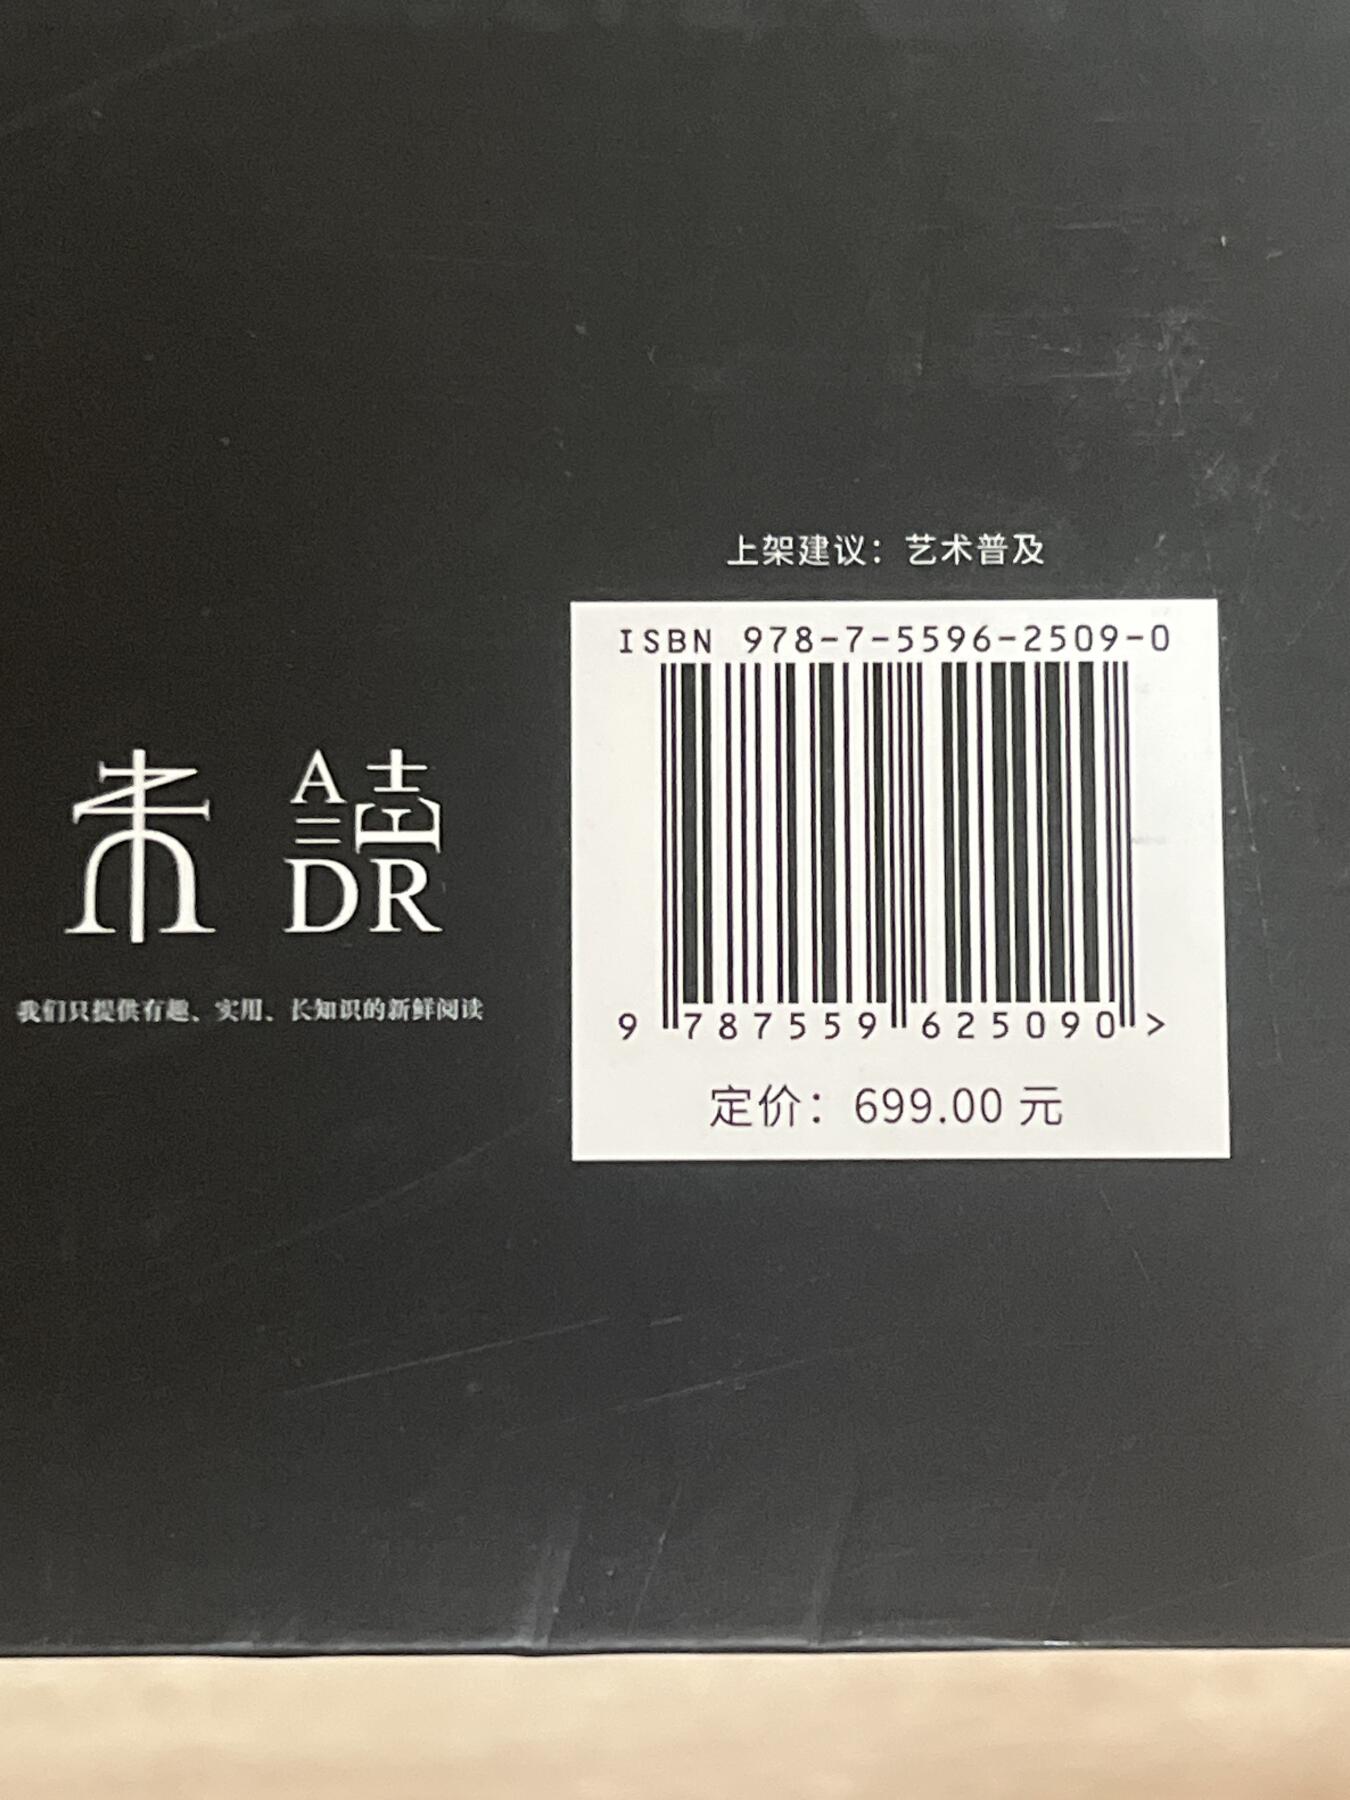 上架建议：艺术普及
ISBN 978-7-5596-2509-0
9 787559 625090 >
定价：699.00 元
未读
我们只提供有趣、实用、长知识的新鲜阅读